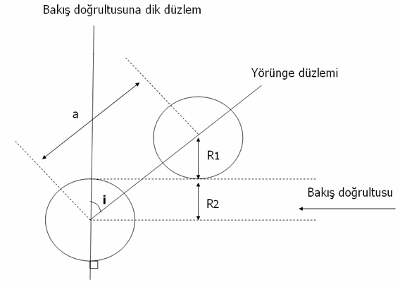 Bakış doğrultusuna dik düzlem
Yörünge düzlemi
a
R1
i
R2
Bakış doğrultusu